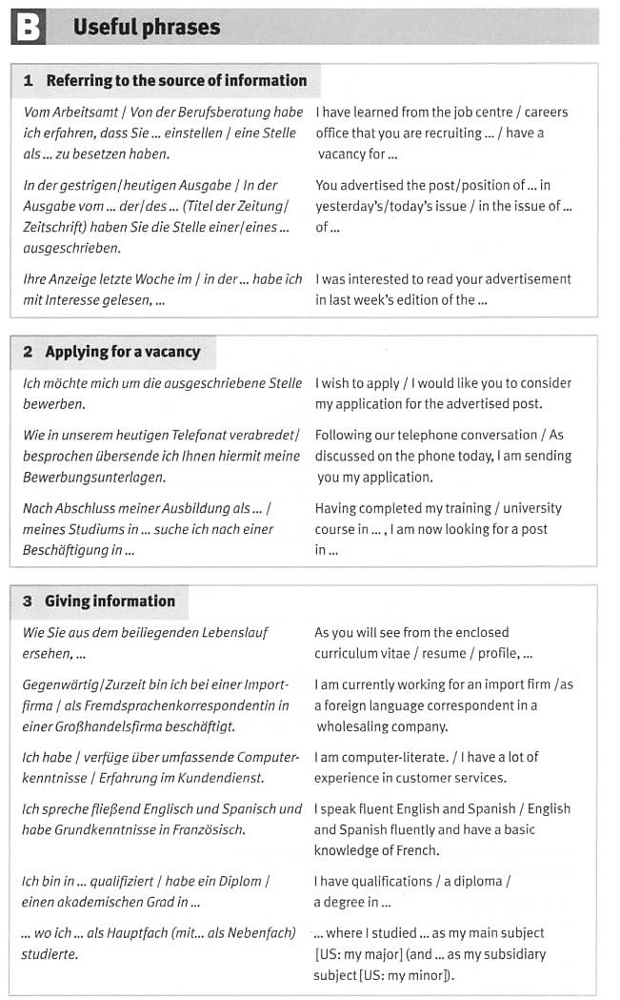 B Useful phrases
1 Referring to the source of information
Vom Arbeitsamt / Von der Berufsberatung habe
ich erfahren, dass Sie ... einstellen / eine Stelle
als ... zu besetzen haben.
I have learned from the job centre / careers
office that you are recruiting ... / have a
vacancy for ...
In der gestrigen/heutigen Ausgabe / In der
Ausgabe vom ... der/des ... (Titel der Zeitung/
Zeitschrift) haben Sie die Stelle einer/eines ...
ausgeschrieben.
You advertised the post/position of ... in
yesterday's/today's issue / in the issue of ...
of ...
Ihre Anzeige letzte Woche im / in der ... habe ich
mit Interesse gelesen, ...
I was interested to read your advertisement
in last week's edition of the ...
2 Applying for a vacancy
Ich möchte mich um die ausgeschriebene Stelle
bewerben.
I wish to apply / I would like you to consider
my application for the advertised post.
Wie in unserem heutigen Telefonat verabredet/
besprochen übersende ich Ihnen hiermit meine
Bewerbungsunterlagen.
Following our telephone conversation / As
discussed on the phone today, I am sending
you my application.
Nach Abschluss meiner Ausbildung als ... /
meines Studiums in ... suche ich nach einer
Beschäftigung in ...
Having completed my training / university
course in ... , I am now looking for a post
in ...
3 Giving information
Wie Sie aus dem beiliegenden Lebenslauf
ersehen, ...
As you will see from the enclosed
curriculum vitae / resume / profile, ...
Gegenwärtig/Zurzeit bin ich bei einer Import-
firma / als Fremdsprachenkorrespondentin in
einer Großhandelsfirma beschäftigt.
I am currently working for an import firm /as
a foreign language correspondent in a
wholesaling company.
Ich habe / verfüge über umfassende Computer-
kenntnisse / Erfahrung im Kundendienst.
I am computer-literate. / I have a lot of
experience in customer services.
Ich spreche fließend Englisch und Spanisch und
habe Grundkenntnisse in Französisch.
I speak fluent English and Spanish / English
and Spanish fluently and have a basic
knowledge of French.
Ich bin in ... qualifiziert / habe ein Diplom /
einen akademischen Grad in ...
I have qualifications / a diploma /
a degree in ...
... wo ich ... als Hauptfach (mit... als Nebenfach)
studierte.
... where I studied ... as my main subject
[US: my major] (and ... as my subsidiary
subject [US: my minor]).